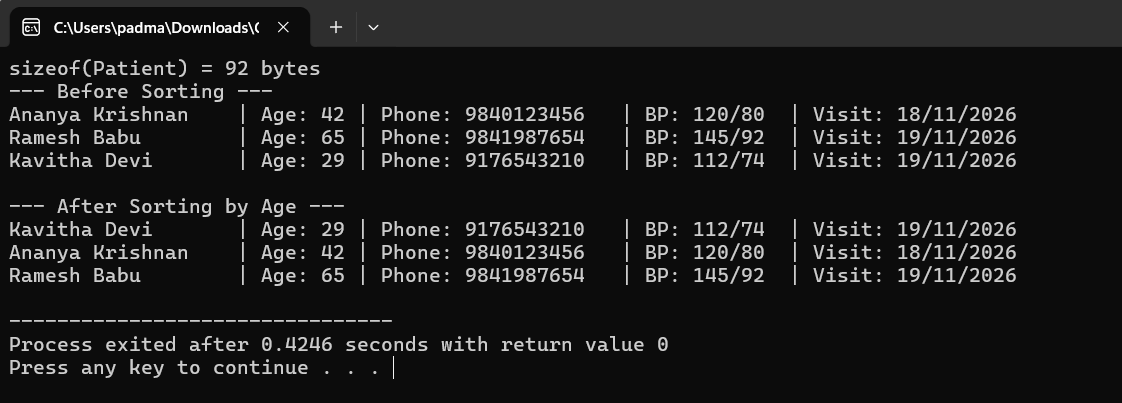 C:\Users\padma\Downloads\C
sizeof(Patient) = 92 bytes
--- Before Sorting ---
Ananya Krishnan    | Age: 42 | Phone: 9840123456   | BP: 120/80  | Visit: 18/11/2026
Ramesh Babu        | Age: 65 | Phone: 9841987654   | BP: 145/92  | Visit: 19/11/2026
Kavitha Devi       | Age: 29 | Phone: 9176543210   | BP: 112/74  | Visit: 19/11/2026

--- After Sorting by Age ---
Kavitha Devi       | Age: 29 | Phone: 9176543210   | BP: 112/74  | Visit: 19/11/2026
Ananya Krishnan    | Age: 42 | Phone: 9840123456   | BP: 120/80  | Visit: 18/11/2026
Ramesh Babu        | Age: 65 | Phone: 9841987654   | BP: 145/92  | Visit: 19/11/2026

--------------------------------
Process exited after 0.4246 seconds with return value 0
Press any key to continue . . .